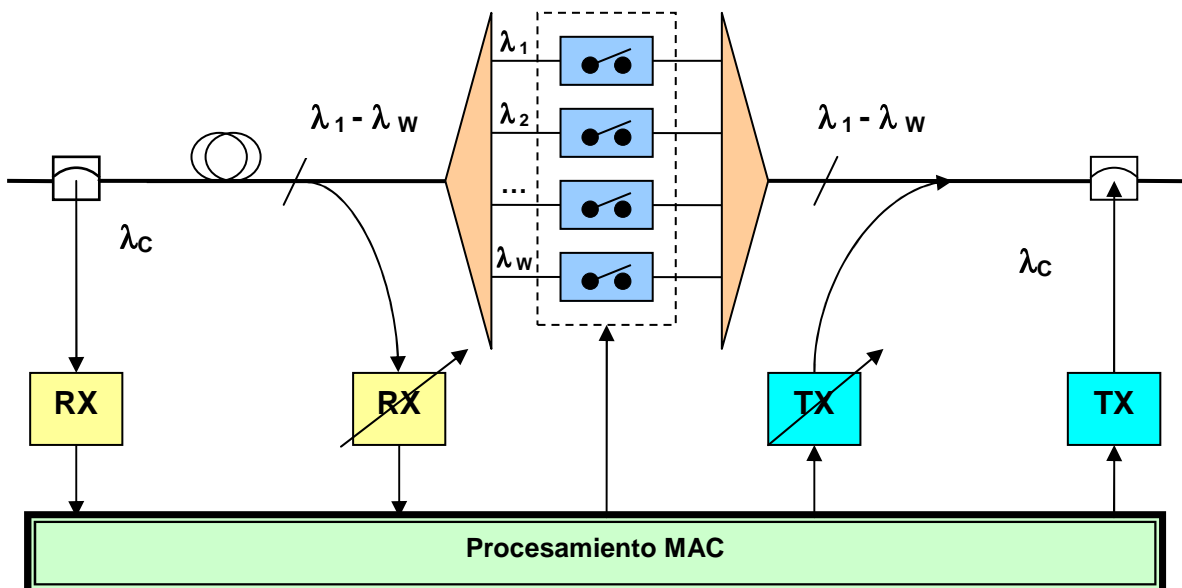 λ1
λ2
...
λW
λ1 - λW
λ1 - λW
λC
λC
RX
RX
TX
TX
Procesamiento MAC